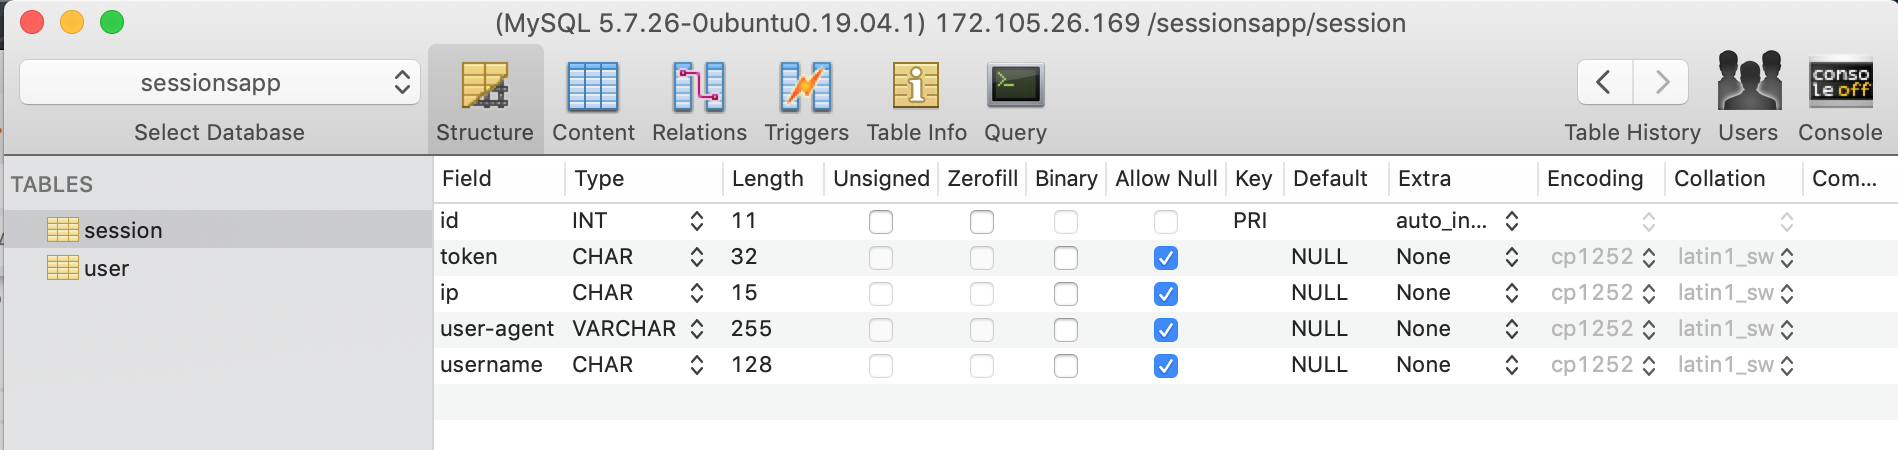 (MySQL 5.7.26-0ubuntu0.19.04.1) 172.105.26.169 /sessionsapp/session
sessionsapp
Select Database
Structure Content Relations Triggers Table Info Query
conso
le off
Table History Users Console
TABLES
session
user
Field Type Length Unsigned Zerofill Binary Allow Null Key Default Extra Encoding Collation Com...
id INT 11 PRI auto_in...
token CHAR 32 NULL None cp1252 latin1_sw
ip CHAR 15 NULL None cp1252 latin1_sw
user-agent VARCHAR 255 NULL None cp1252 latin1_sw
username CHAR 128 NULL None cp1252 latin1_sw